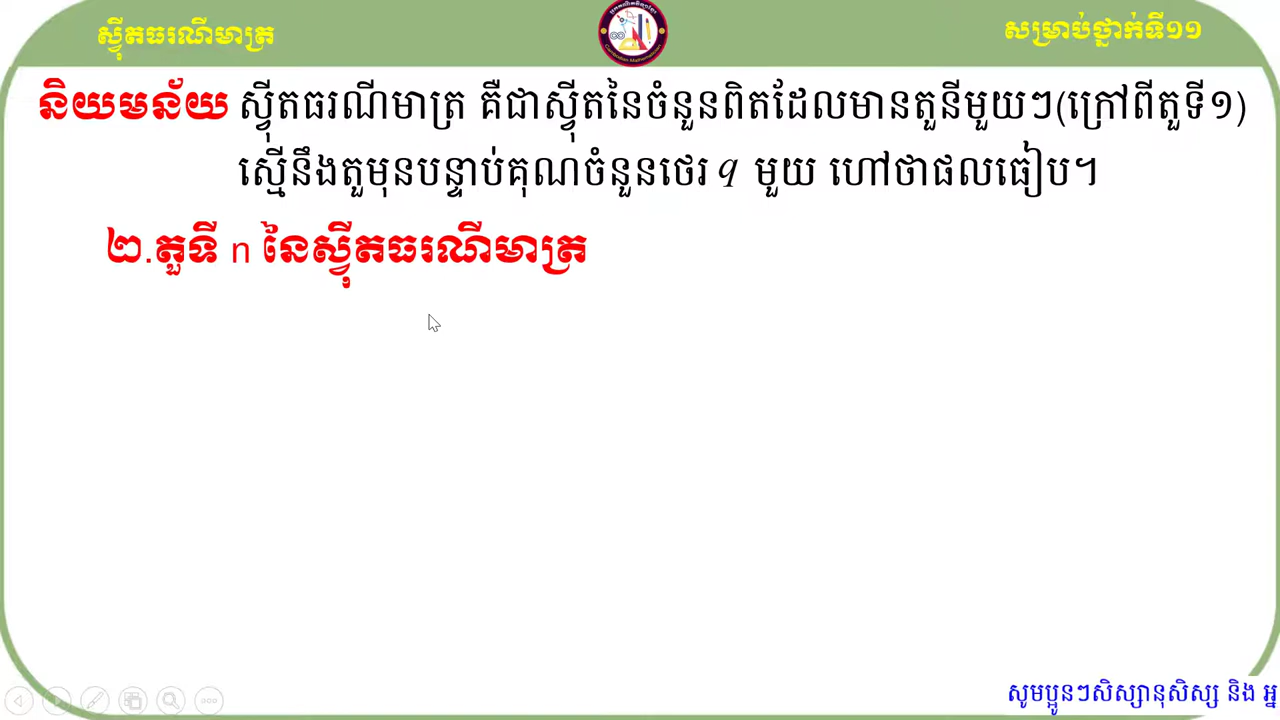 ស្វ៊ីតធរណីមាត្រ
សម្រាប់ថ្នាក់ទី១១
និយមន័យ ស្វ៊ីតធរណីមាត្រ គឺជាស្វ៊ីតនៃចំនួនពិតដែលមានតួនីមួយៗ(ក្រៅពីតួទី១)
ស្មើនឹងតួមុនបន្ទាប់គុណចំនួនថេរ q មួយ ហៅថាផលធៀប។
២.តួទី n នៃស្វ៊ីតធរណីមាត្រ
សូមប្អូនៗសិស្សានុសិស្ស និង អ្ន